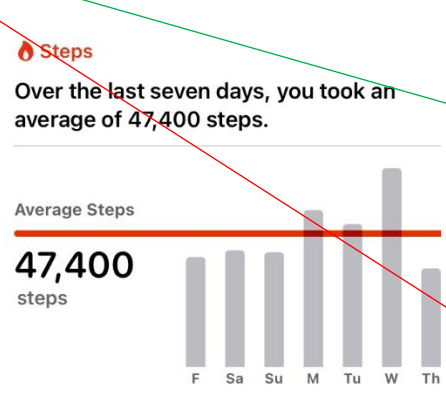 Steps
Over the last seven days, you took an
average of 47,400 steps.
Average Steps
47,400
steps
F Sa Su M Tu W Th